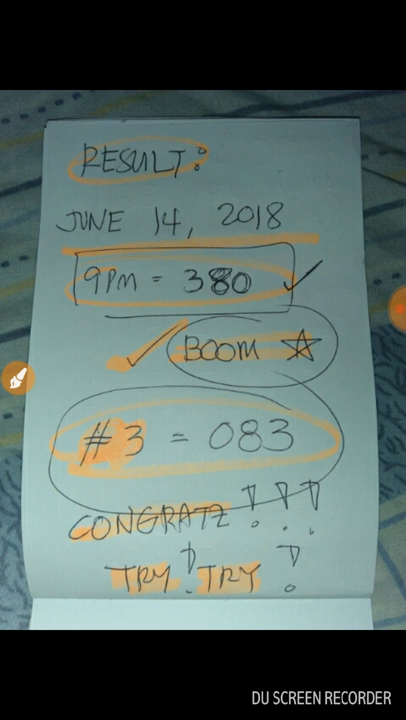 RESULT:
JUNE 14, 2018
9PM = 380
BOOM
#3 = 083
CONGRATZ !!!
TRY! TRY !
DU SCREEN RECORDER